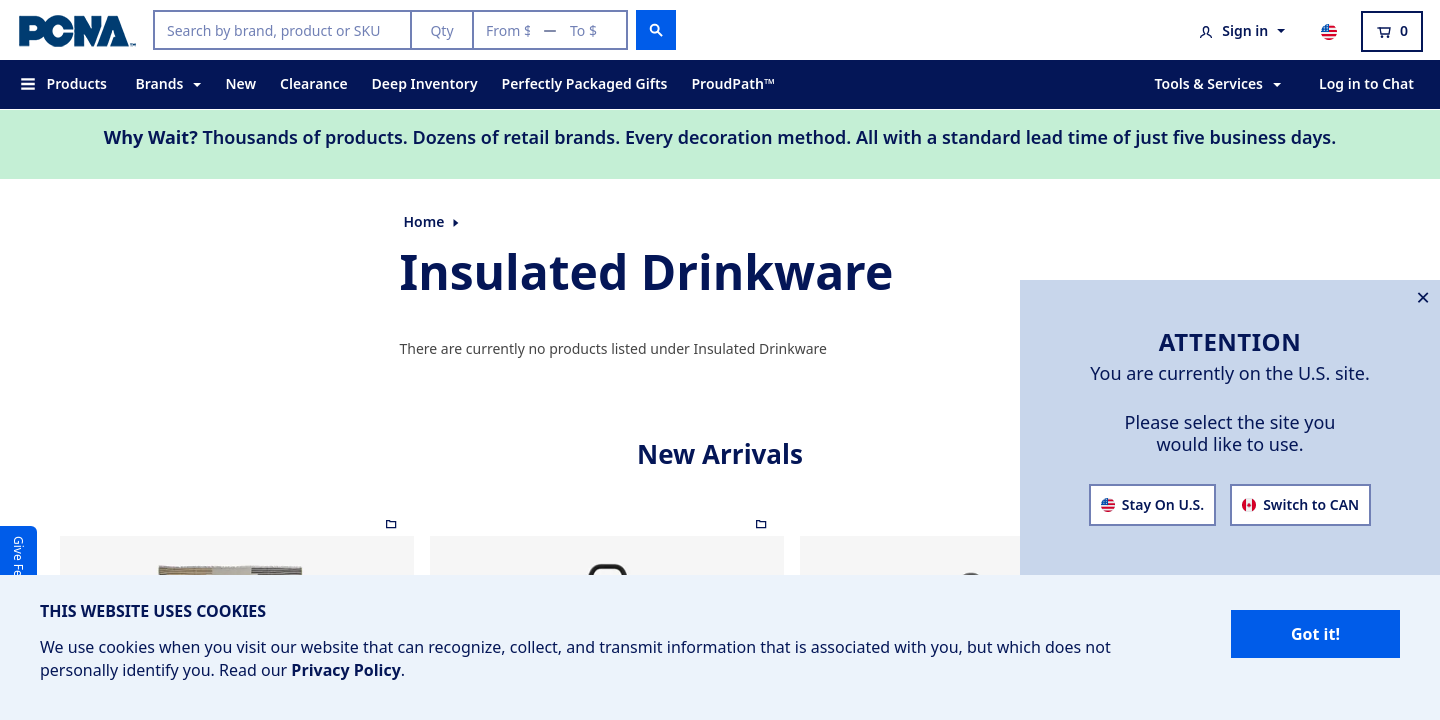 PCNA™
Search by brand, product or SKU
Qty
From $ — To $
Sign in
0
Products
Brands
New
Clearance
Deep Inventory
Perfectly Packaged Gifts
ProudPath™
Tools & Services
Log in to Chat
Why Wait? Thousands of products. Dozens of retail brands. Every decoration method. All with a standard lead time of just five business days.
Home
Insulated Drinkware
There are currently no products listed under Insulated Drinkware
ATTENTION
You are currently on the U.S. site.
Please select the site you
would like to use.
Stay On U.S.
Switch to CAN
New Arrivals
Give Fe
THIS WEBSITE USES COOKIES
We use cookies when you visit our website that can recognize, collect, and transmit information that is associated with you, but which does not
personally identify you. Read our Privacy Policy.
Got it!